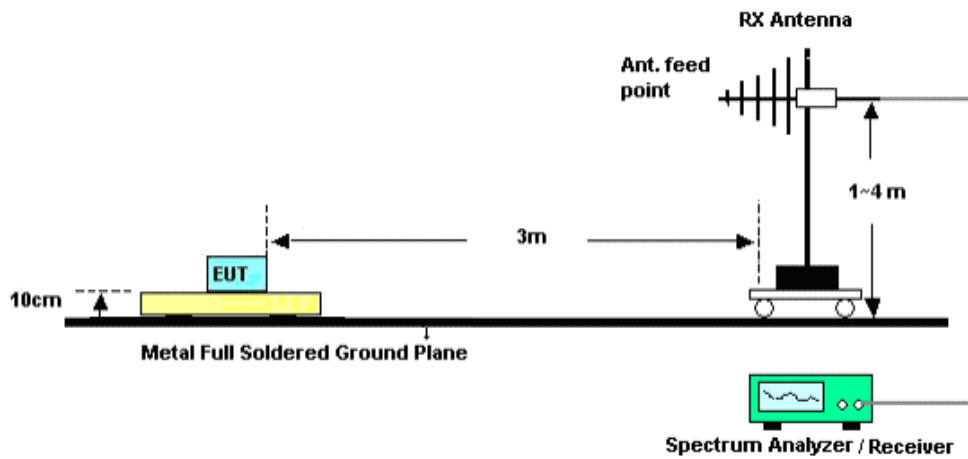 RX Antenna
Ant. feed
point
1~4 m
3m
EUT
10cm
Metal Full Soldered Ground Plane
Spectrum Analyzer / Receiver